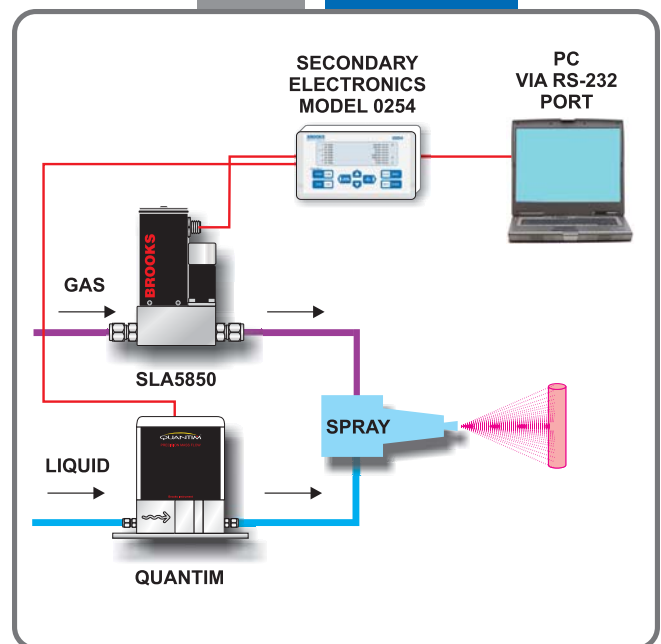 SECONDARY
ELECTRONICS
MODEL 0254
PC
VIA RS-232
PORT
BROOKS
GAS
SLA5850
SPRAY
LIQUID
QUANTIM
QUANTIM